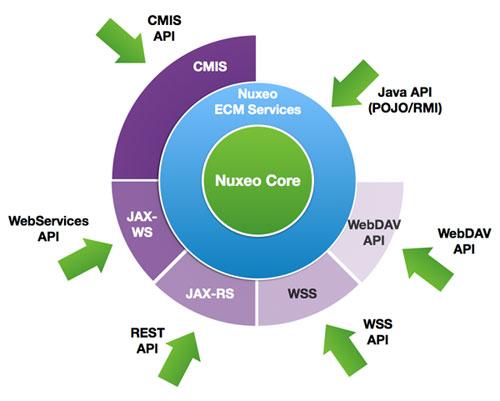 CMIS
API
CMIS
Nuxeo
ECM Services
Java API
(POJO/RMI)
Nuxeo Core
WebServices
API
JAX-
WS
WebDAV
API
WebDAV
API
JAX-RS
WSS
REST
API
WSS
API